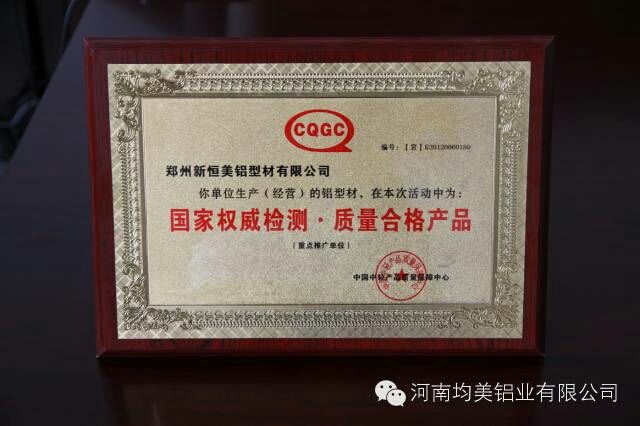 CQGC
编号:【宣】G20120660180
郑州新恒美铝型材有限公司
你单位生产(经营)的铝型材、在本次活动中为:
国家权威检测·质量合格产品
(重点推广单位)
中国中轻产品质量保障中心
河南均美铝业有限公司